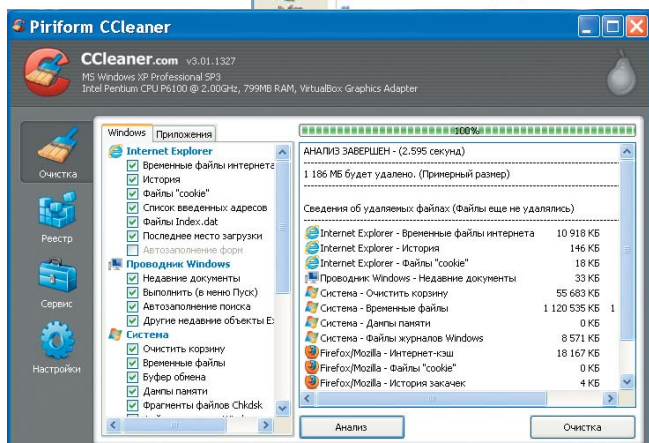 Piriform CCleaner
CCleaner.com v3.01.1327
MS Windows XP Professional SP3
Intel Pentium CPU P6100 @ 2.00GHz, 799MB RAM, VirtualBox Graphics Adapter
Очистка
Реестр
Сервис
Настройки
Windows
Приложения
Internet Explorer
Временные файлы интернета
История
Файлы "cookie"
Список введенных адресов
Файлы Index.dat
Последнее место загрузки
Автозаполнение форм
Проводник Windows
Недавние документы
Выполнить (в меню Пуск)
Автозаполнение поиска
Другие недавние объекты Ex
Система
Очистить корзину
Временные файлы
Буфер обмена
Дампы памяти
Фрагменты файлов Chkdsk
100%
АНАЛИЗ ЗАВЕРШЕН - (2.595 секунд)
1 186 МБ будет удалено. (Примерный размер)
Сведения об удаляемых файлах (Файлы еще не удалялись)
Internet Explorer - Временные файлы интернета 10 918 КБ
Internet Explorer - История 146 КБ
Internet Explorer - Файлы "cookie" 18 КБ
Проводник Windows - Недавние документы 33 КБ
Система - Очистить корзину 55 683 КБ
Система - Временные файлы 1 120 535 КБ 1
Система - Дампы памяти 0 КБ
Система - Файлы журналов Windows 8 571 КБ
Firefox/Mozilla - Интернет-кэш 18 167 КБ
Firefox/Mozilla - Файлы "cookie" 0 КБ
Firefox/Mozilla - История закачек 4 КБ
Анализ
Очистка